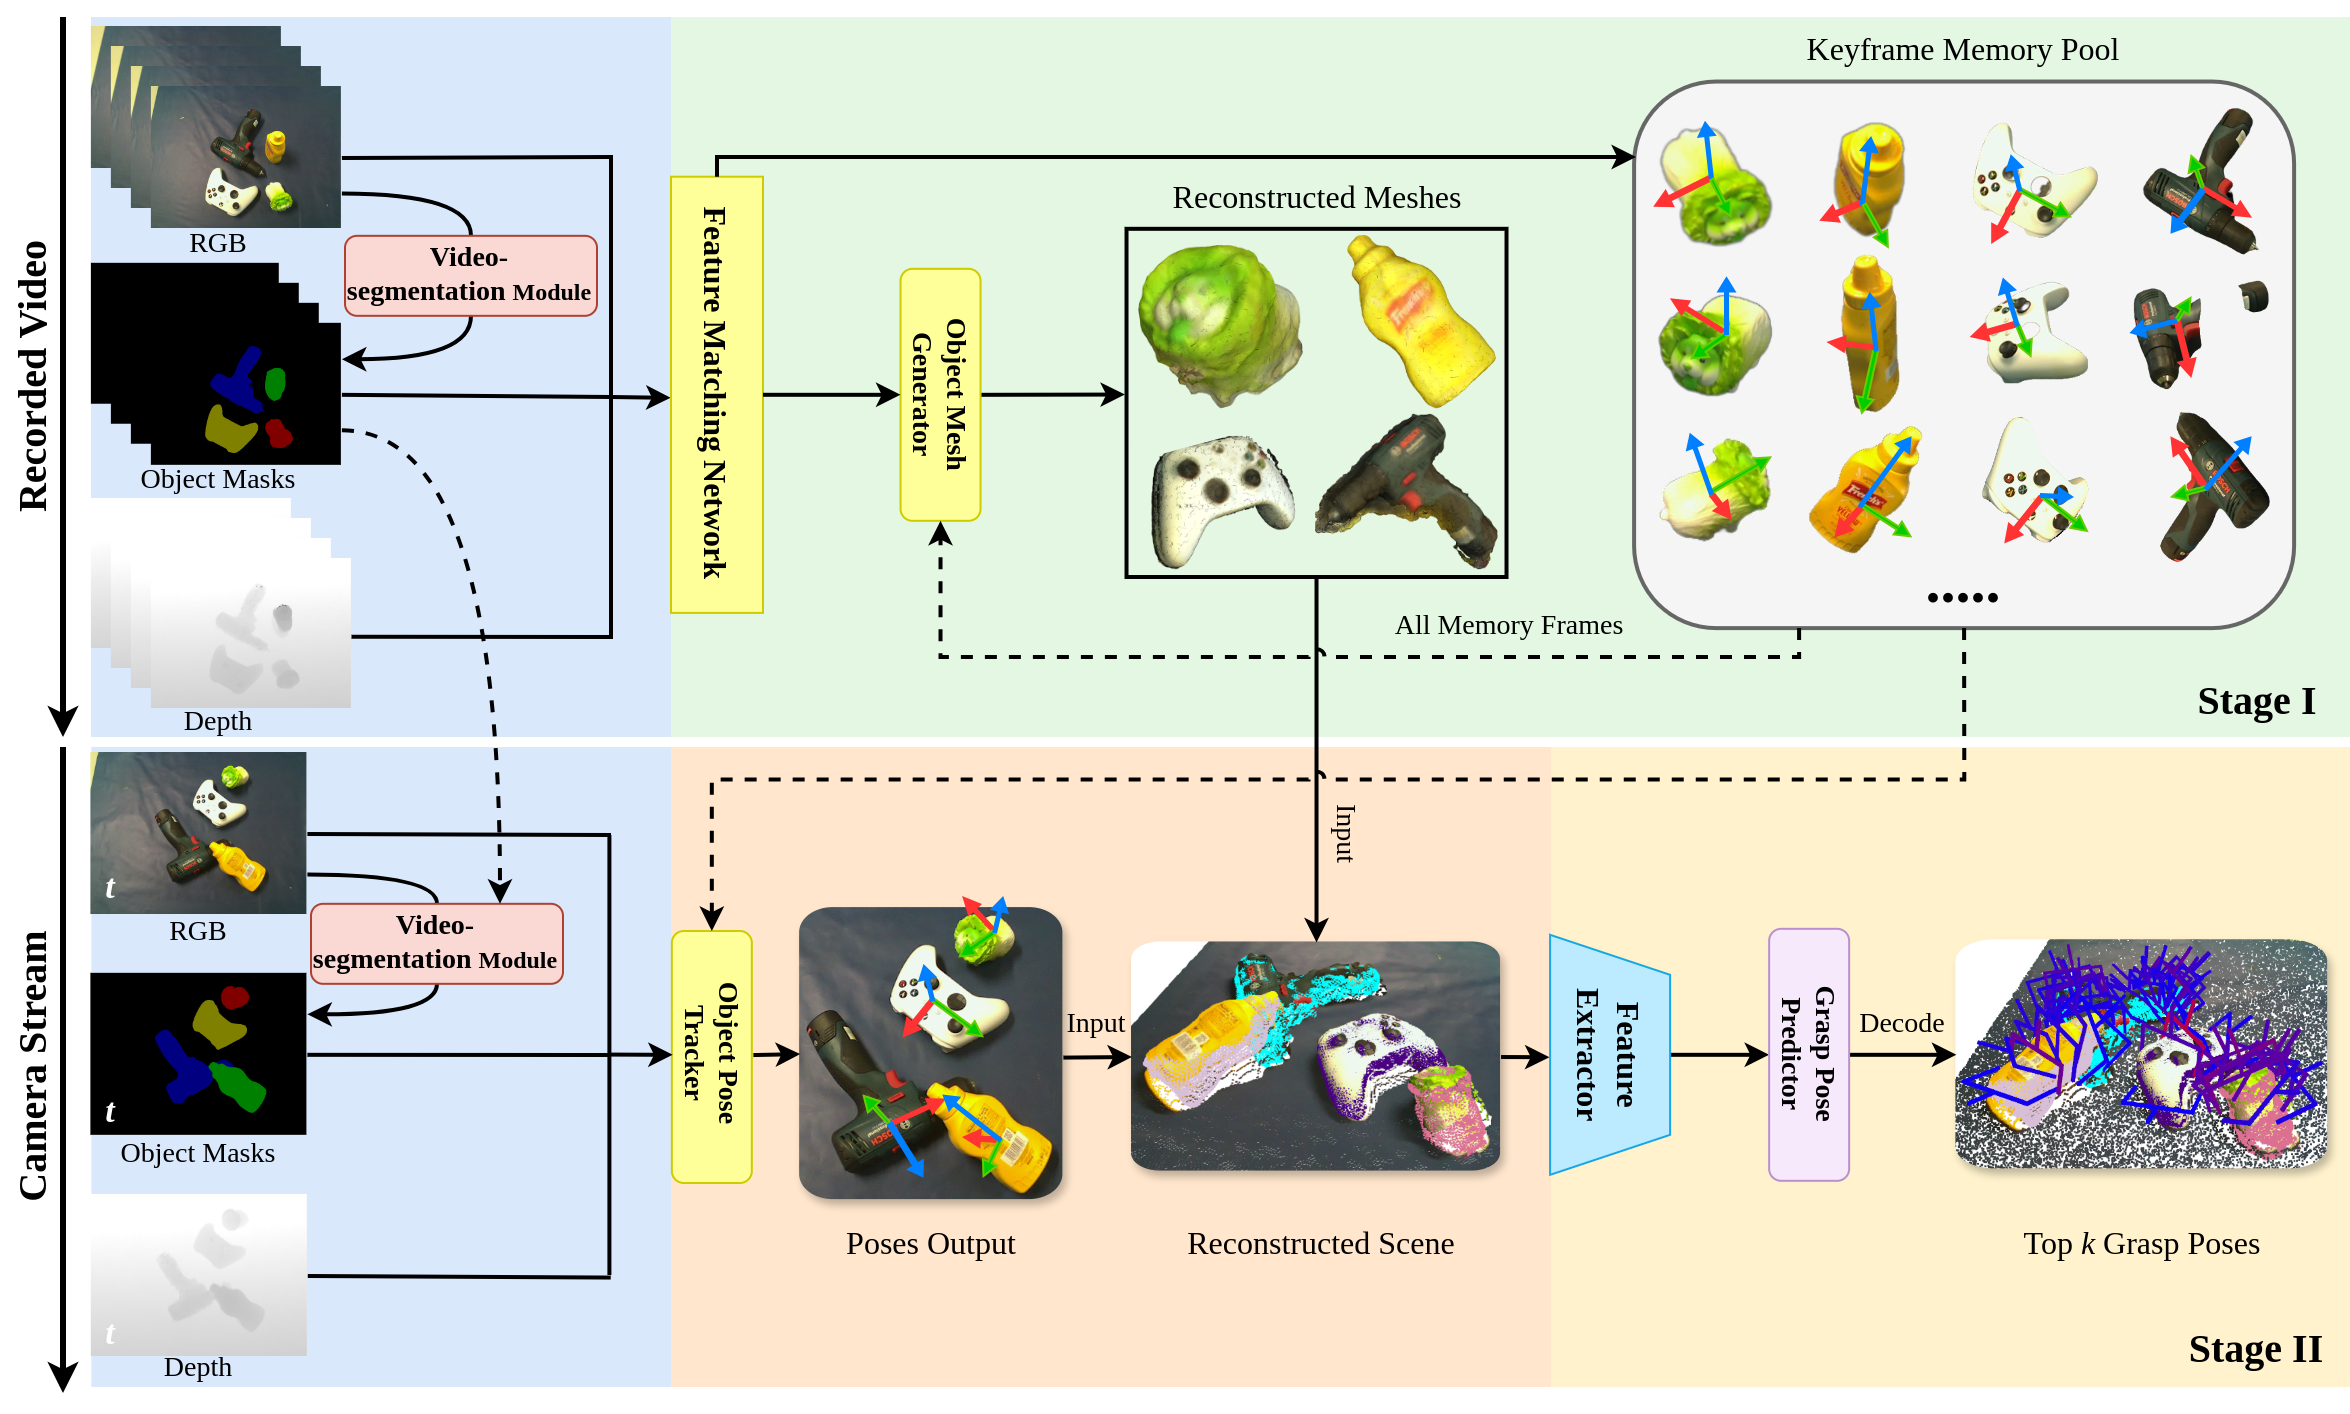 Recorded Video
RGB
Video-
segmentation Module
Object Masks
Depth
Feature Matching Network
Object Mesh
Generator
Reconstructed Meshes
Keyframe Memory Pool
All Memory Frames
Stage I
Camera Stream
t
RGB
Video-
segmentation Module
t
Object Masks
t
Depth
Object Pose
Tracker
Poses Output
Input
Input
Reconstructed Scene
Feature
Extractor
Grasp Pose
Predictor
Decode
Top k Grasp Poses
Stage II